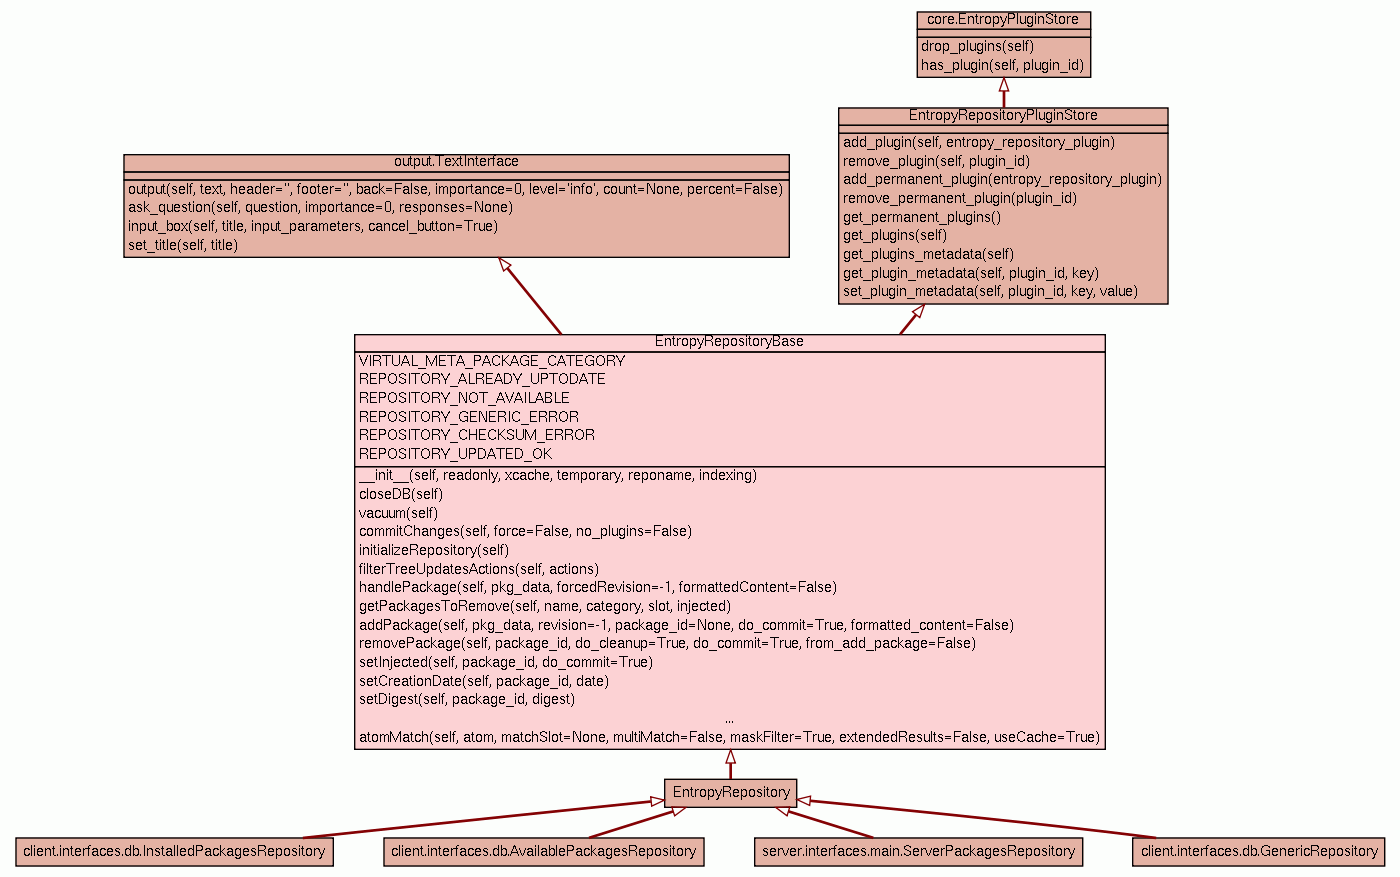 core.EntropyPluginStore
drop_plugins(self)
has_plugin(self, plugin_id)
EntropyRepositoryPluginStore
add_plugin(self, entropy_repository_plugin)
remove_plugin(self, plugin_id)
add_permanent_plugin(entropy_repository_plugin)
remove_permanent_plugin(plugin_id)
get_permanent_plugins()
get_plugins(self)
get_plugins_metadata(self)
get_plugin_metadata(self, plugin_id, key)
set_plugin_metadata(self, plugin_id, key, value)
output.TextInterface
output(self, text, header='', footer='', back=False, importance=0, level='info', count=None, percent=False)
ask_question(self, question, importance=0, responses=None)
input_box(self, title, input_parameters, cancel_button=True)
set_title(self, title)
EntropyRepositoryBase
VIRTUAL_META_PACKAGE_CATEGORY
REPOSITORY_ALREADY_UPTODATE
REPOSITORY_NOT_AVAILABLE
REPOSITORY_GENERIC_ERROR
REPOSITORY_CHECKSUM_ERROR
REPOSITORY_UPDATED_OK
__init__(self, readonly, xcache, temporary, reponame, indexing)
closeDB(self)
vacuum(self)
commitChanges(self, force=False, no_plugins=False)
initializeRepository(self)
filterTreeUpdatesActions(self, actions)
handlePackage(self, pkg_data, forcedRevision=-1, formattedContent=False)
getPackagesToRemove(self, name, category, slot, injected)
addPackage(self, pkg_data, revision=-1, package_id=None, do_commit=True, formatted_content=False)
removePackage(self, package_id, do_cleanup=True, do_commit=True, from_add_package=False)
setInjected(self, package_id, do_commit=True)
setCreationDate(self, package_id, date)
setDigest(self, package_id, digest)
...
atomMatch(self, atom, matchSlot=None, multiMatch=False, maskFilter=True, extendedResults=False, useCache=True)
EntropyRepository
client.interfaces.db.InstalledPackagesRepository
client.interfaces.db.AvailablePackagesRepository
server.interfaces.main.ServerPackagesRepository
client.interfaces.db.GenericRepository